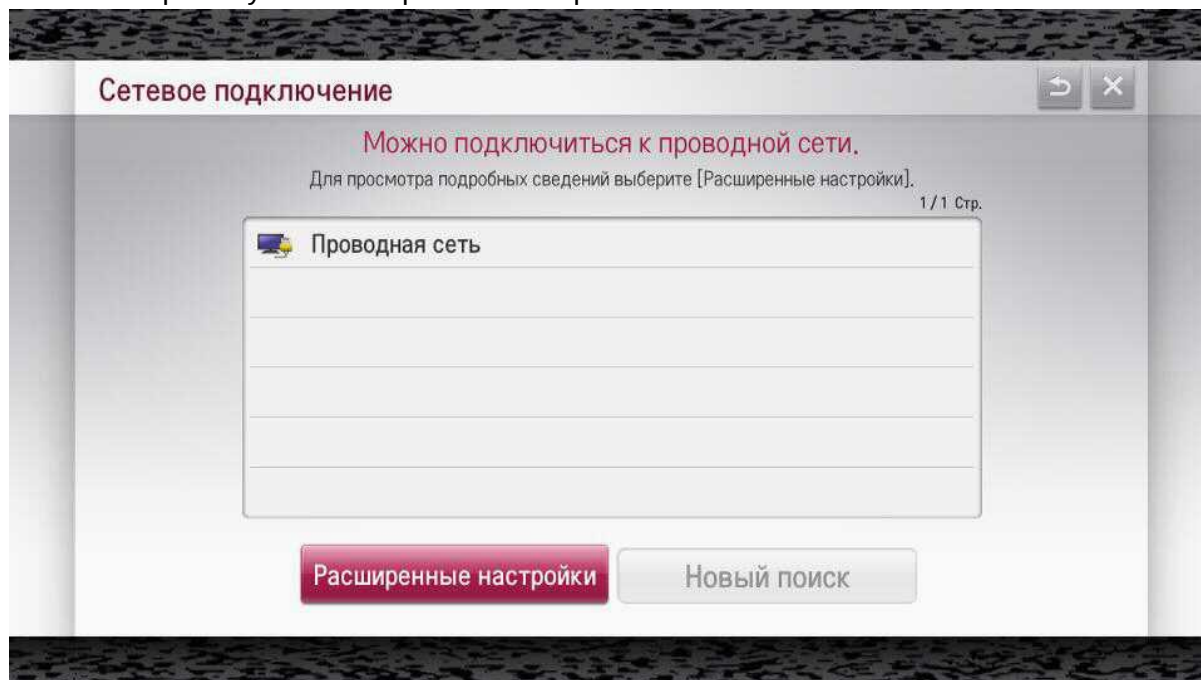 Сетевое подключение
Можно подключиться к проводной сети.
Для просмотра подробных сведений выберите [Расширенные настройки].
1/1 Стр.
Проводная сеть
Расширенные настройки
Новый поиск